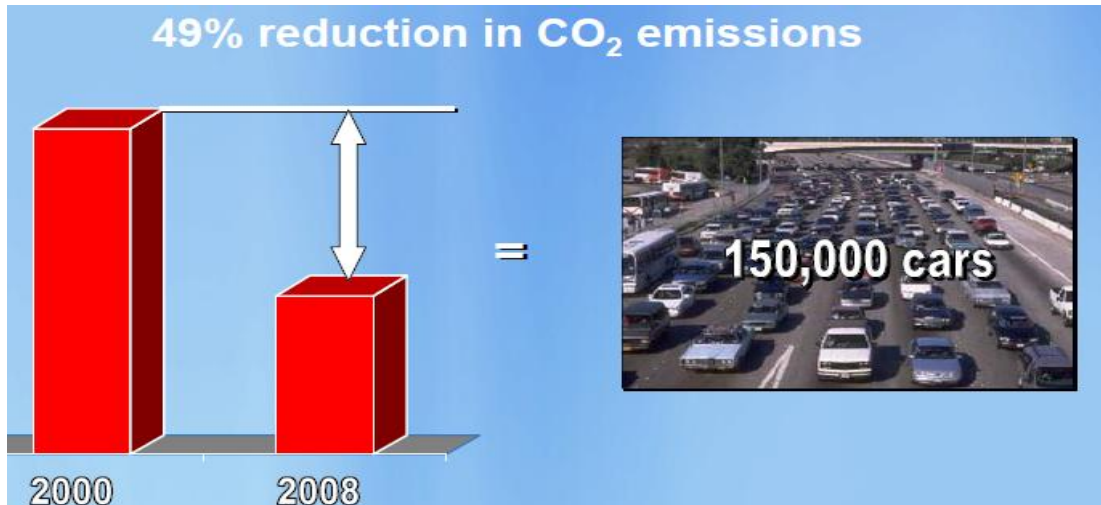 49% reduction in CO₂ emissions
=
150,000 cars
2000
2008